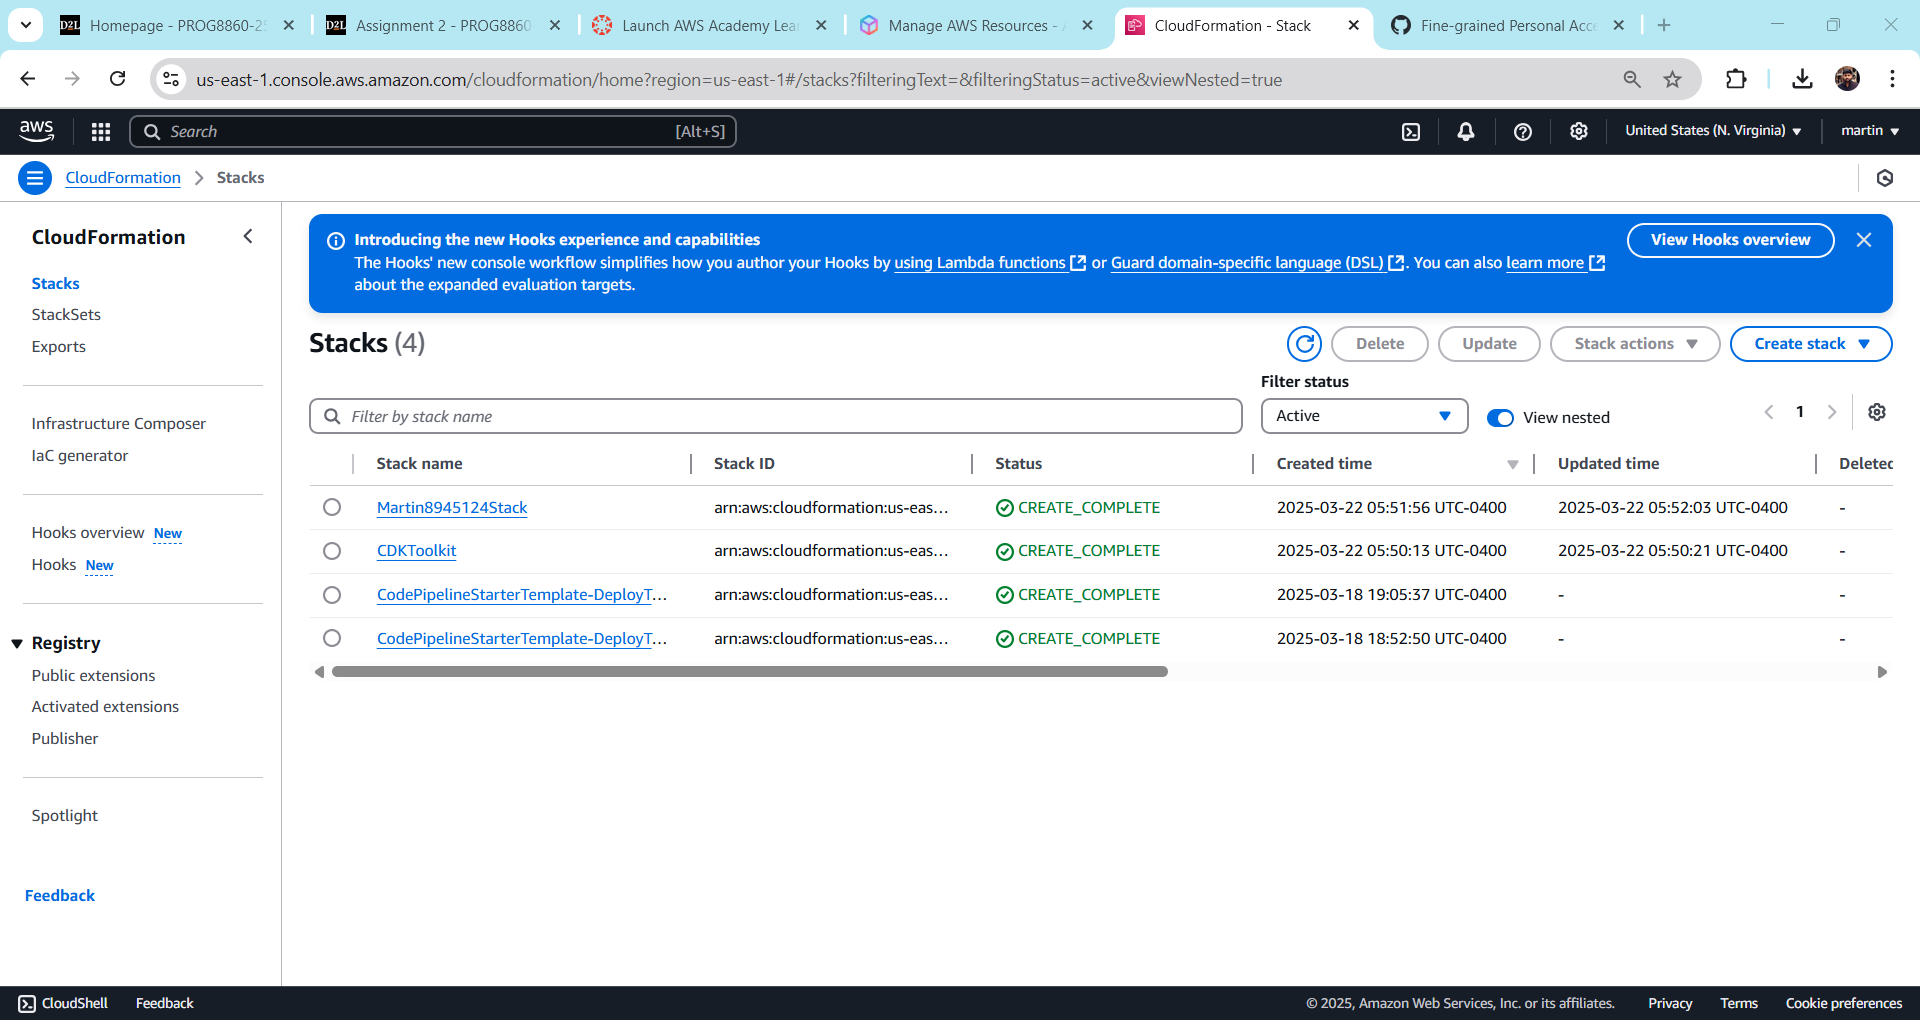 Homepage - PROG8860-25
Assignment 2 - PROG8860
Launch AWS Academy Lea
Manage AWS Resources - A
CloudFormation - Stack
Fine-grained Personal Acce
us-east-1.console.aws.amazon.com/cloudformation/home?region=us-east-1#/stacks?filteringText=&filteringStatus=active&viewNested=true
aws
Search
[Alt+S]
United States (N. Virginia)
martin
CloudFormation
Stacks
CloudFormation
Stacks
StackSets
Exports
Infrastructure Composer
IaC generator
Hooks overview New
Hooks New
Registry
Public extensions
Activated extensions
Publisher
Spotlight
Feedback
Introducing the new Hooks experience and capabilities
The Hooks' new console workflow simplifies how you author your Hooks by using Lambda functions or Guard domain-specific language (DSL). You can also learn more
about the expanded evaluation targets.
View Hooks overview
Stacks (4)
Delete
Update
Stack actions
Create stack
Filter by stack name
Filter status
Active
View nested
1
Stack name Stack ID Status Created time Updated time Deleted
Martin8945124Stack arn:aws:cloudformation:us-eas... CREATE_COMPLETE 2025-03-22 05:51:56 UTC-0400 2025-03-22 05:52:03 UTC-0400 -
CDKToolkit arn:aws:cloudformation:us-eas... CREATE_COMPLETE 2025-03-22 05:50:13 UTC-0400 2025-03-22 05:50:21 UTC-0400 -
CodePipelineStarterTemplate-DeployT... arn:aws:cloudformation:us-eas... CREATE_COMPLETE 2025-03-18 19:05:37 UTC-0400 - -
CodePipelineStarterTemplate-DeployT... arn:aws:cloudformation:us-eas... CREATE_COMPLETE 2025-03-18 18:52:50 UTC-0400 - -
CloudShell
Feedback
© 2025, Amazon Web Services, Inc. or its affiliates.
Privacy
Terms
Cookie preferences